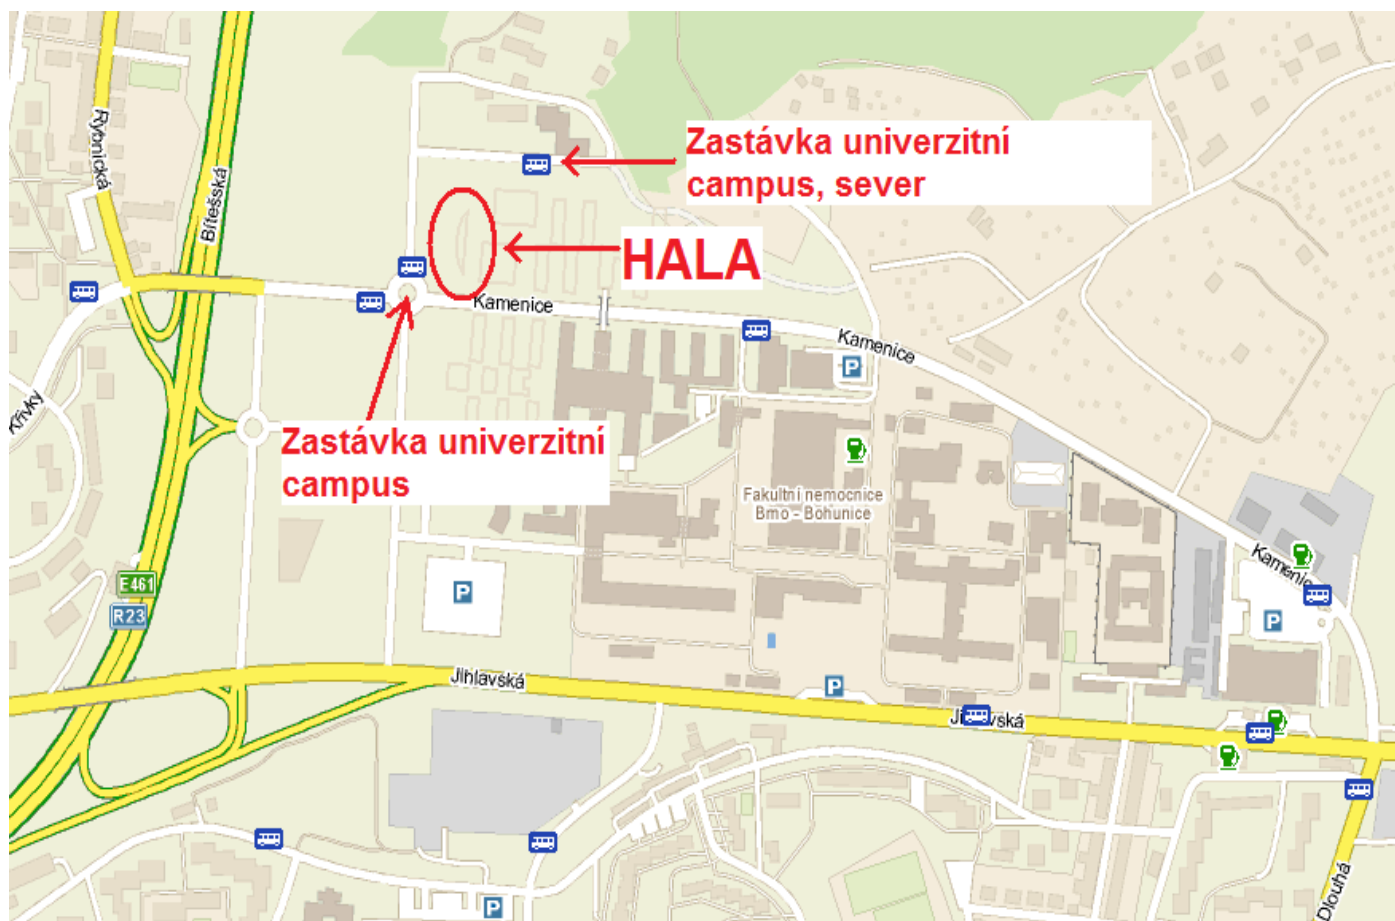 Rybnická
Bítešská
Zastávka univerzitní
campus, sever
HALA
Kamenice
Kamenice
Křivky
Zastávka univerzitní
campus
P
Fakultní nemocnice
Brno - Bohunice
E461
R23
P
Kamenice
P
Jihlavská
P
Jihlavská
P
Dlouhá